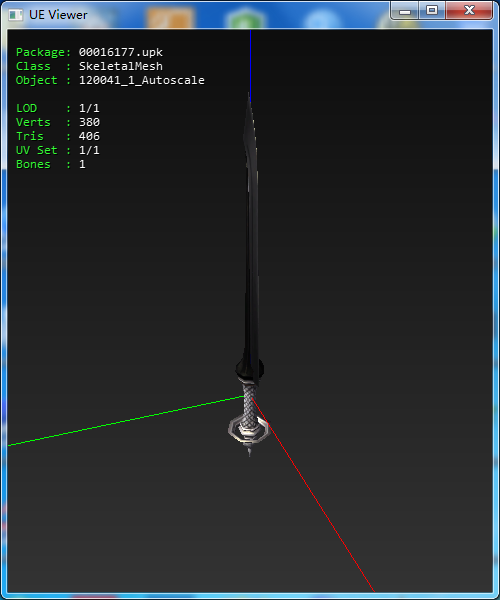 UE Viewer
Package: 00016177.upk
Class : SkeletalMesh
Object : 120041_1_Autoscale
LOD : 1/1
Verts : 380
Tris : 406
UV Set : 1/1
Bones : 1